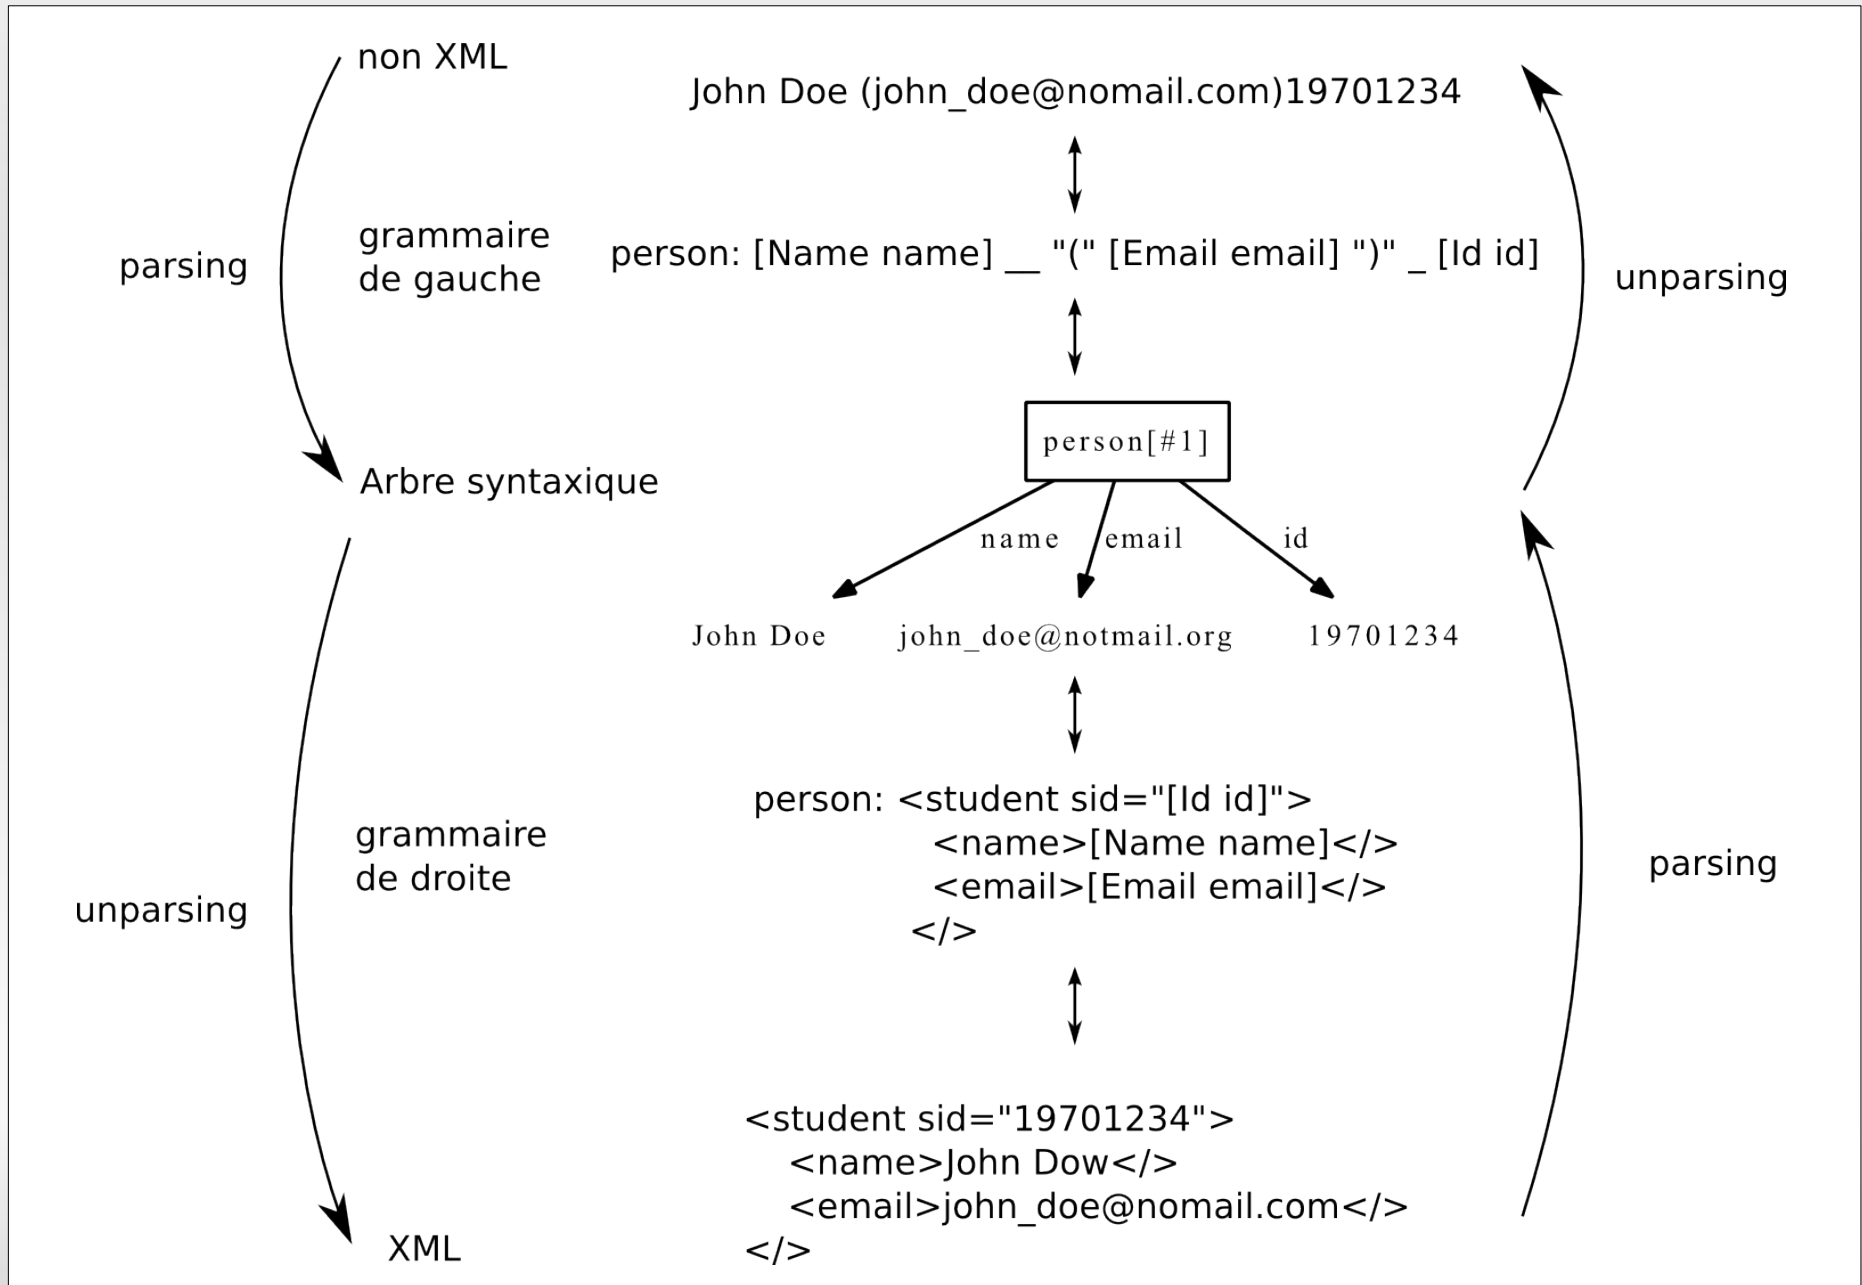 non XML
John Doe (john_doe@nomail.com)19701234
parsing
grammaire
de gauche
person: [Name name] __ "(" [Email email] ")" _ [Id id]
unparsing
person[#1]
Arbre syntaxique
name
email
id
John Doe
john_doe@notmail.org
19701234
person: <student sid="[Id id]">
<name>[Name name]</>
<email>[Email email]</>
</>
grammaire
de droite
unparsing
parsing
<student sid="19701234">
<name>John Dow</>
<email>john_doe@nomail.com</>
</>
XML